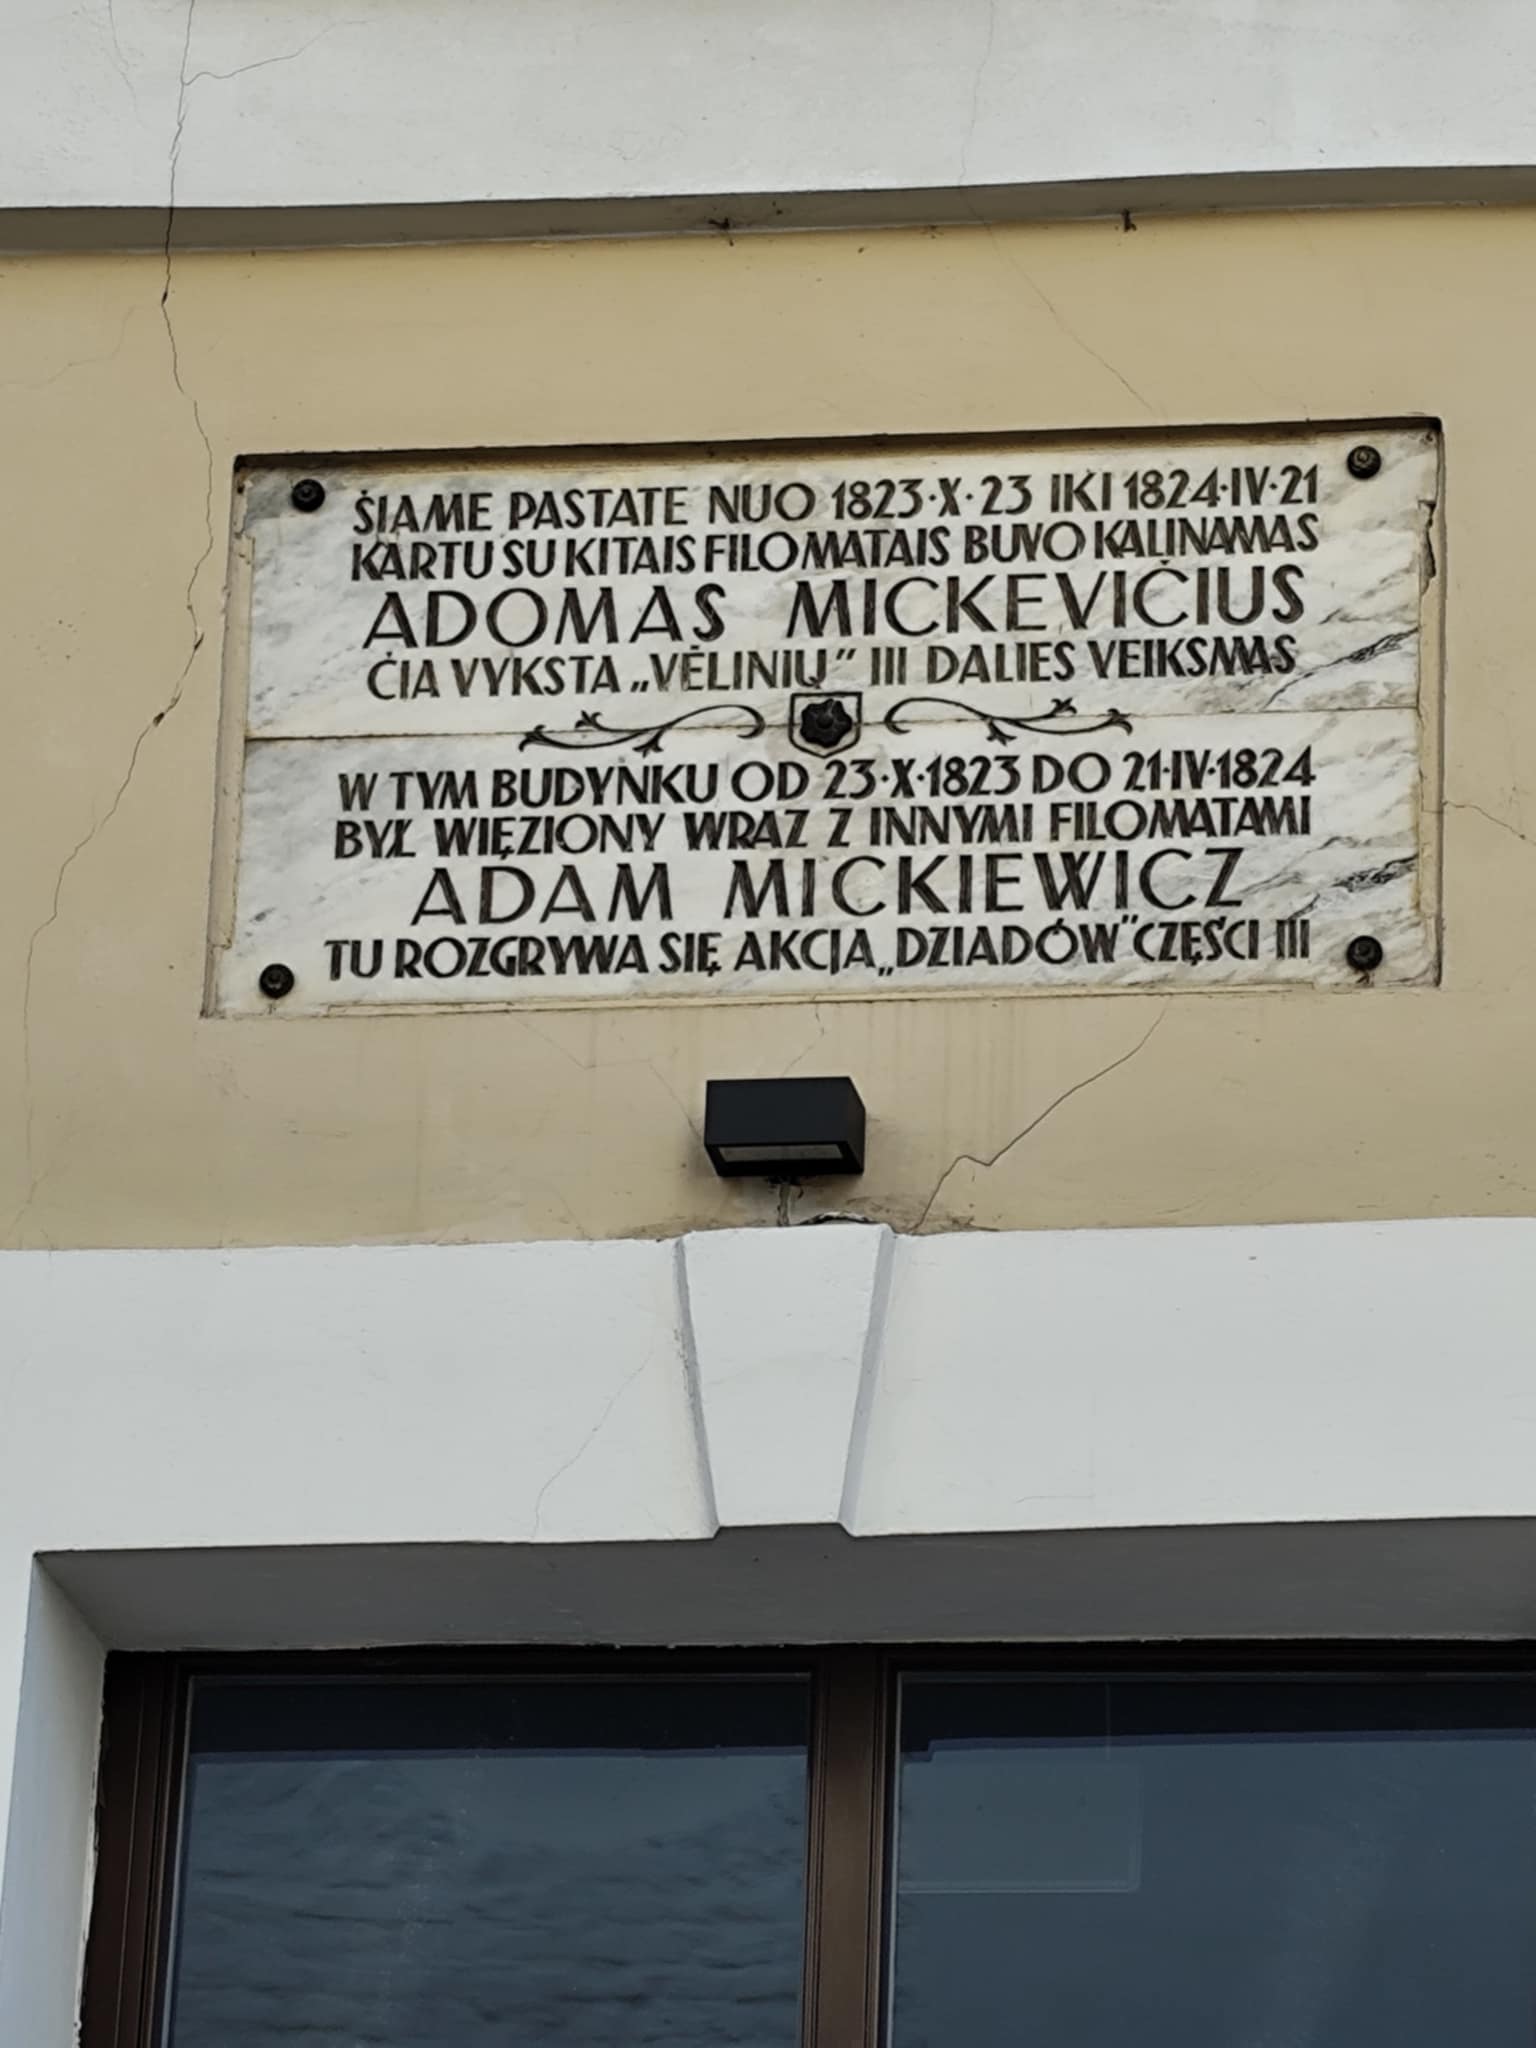 ŠIAME PASTATE NUO 1823·X·23 IKI 1824·IV·21
KARTU SU KITAIS FILOMATAIS BUVO KALINAMAS
ADOMAS MICKEVIČIUS
ČIA VYKSTA „VĖLINIŲ” III DALIES VEIKSMAS
W TYM BUDYNKU OD 23·X·1823 DO 21·IV·1824
BYŁ WIĘZIONY WRAZ Z INNYMI FILOMATAMI
ADAM MICKIEWICZ
TU ROZGRYWA SIĘ AKCJA „DZIADÓW” CZĘŚCI III